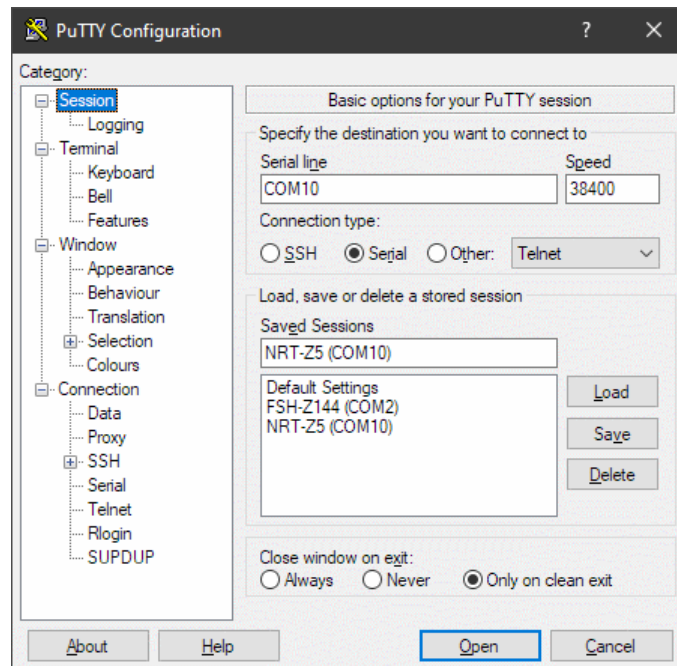 PuTTY Configuration
?
Category:
Session
Logging
Terminal
Keyboard
Bell
Features
Window
Appearance
Behaviour
Translation
Selection
Colours
Connection
Data
Proxy
SSH
Serial
Telnet
Rlogin
SUPDUP
Basic options for your PuTTY session
Specify the destination you want to connect to
Serial line Speed
COM10 38400
Connection type:
SSH Serial Other: Telnet
Load, save or delete a stored session
Saved Sessions
NRT-Z5 (COM10)
Default Settings
FSH-Z144 (COM2)
NRT-Z5 (COM10)
Load
Save
Delete
Close window on exit:
Always Never Only on clean exit
About Help Open Cancel